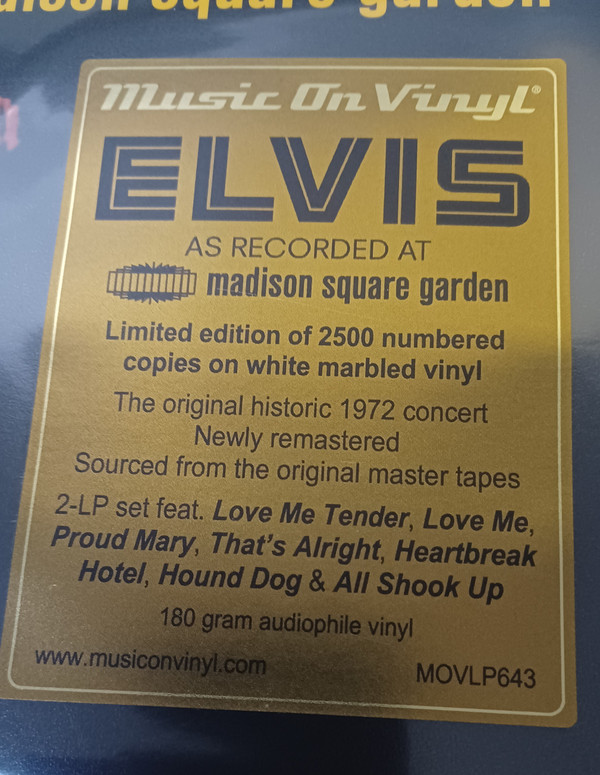 madison square garden
Music On Vinyl®
ELVIS
AS RECORDED AT
madison square garden
Limited edition of 2500 numbered
copies on white marbled vinyl
The original historic 1972 concert
Newly remastered
Sourced from the original master tapes
2-LP set feat. Love Me Tender, Love Me,
Proud Mary, That's Alright, Heartbreak
Hotel, Hound Dog & All Shook Up
180 gram audiophile vinyl
www.musiconvinyl.com
MOVLP643